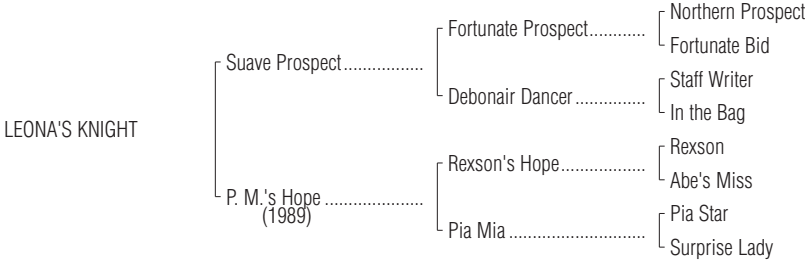 Northern Prospect
Fortunate Prospect............
Fortunate Bid
Suave Prospect.................
Staff Writer
Debonair Dancer...............
In the Bag
LEONA'S KNIGHT
Rexson
Rexson's Hope..................
Abe's Miss
P. M.'s Hope .....................
(1989)
Pia Star
Pia Mia .............................
Surprise Lady